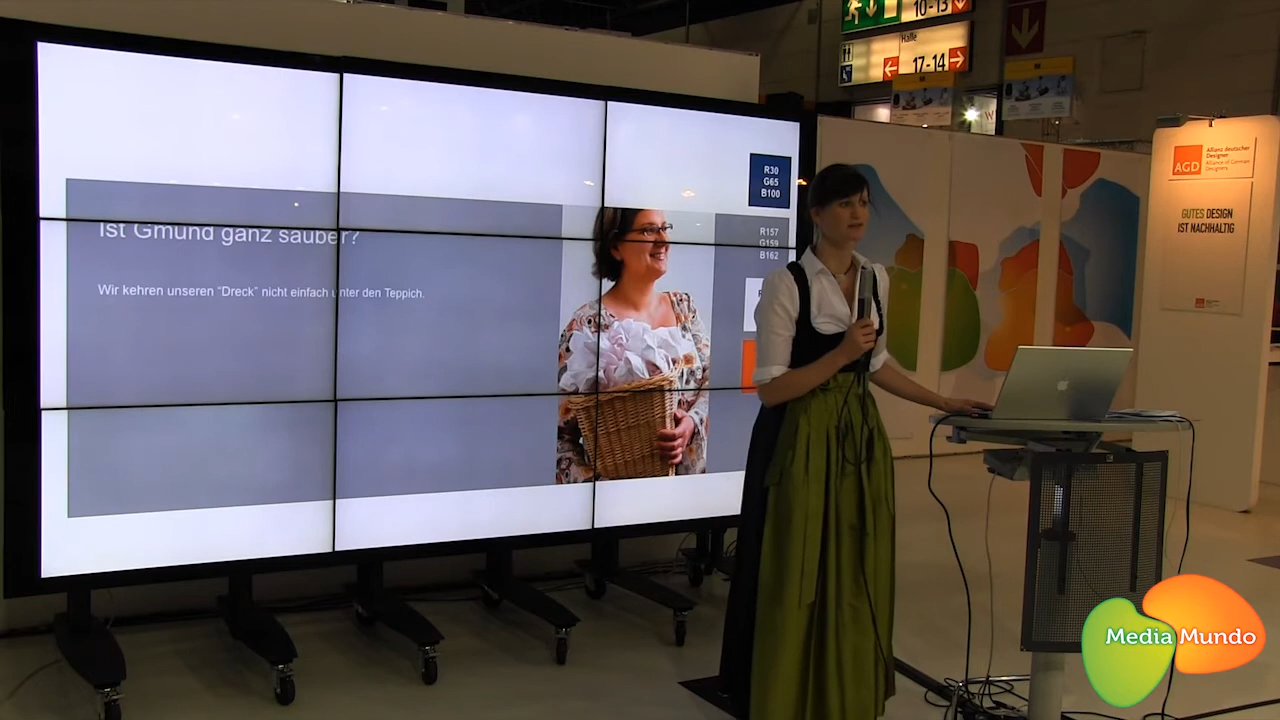 10-13
Halle
17-14
WC
R30
G65
B100
Ist Gmund ganz sauber?
R157
G159
B162
Wir kehren unseren “Dreck” nicht einfach unter den Teppich.
AGD
Allianz deutscher
Designer
Alliance of German
Designers
GUTES DESIGN
IST NACHHALTIG
Media Mundo